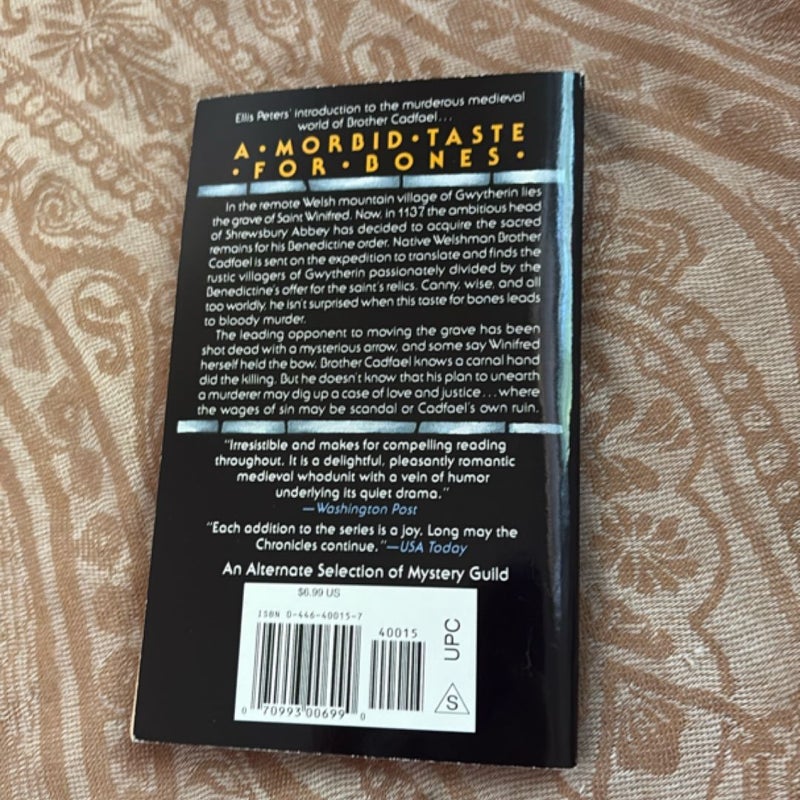 Ellis Peters' introduction to the murderous medieval
world of Brother Cadfael...
A•MORBID•TASTE
•FOR•BONES•
In the remote Welsh mountain village of Gwytherin lies
the grave of Saint Winifred. Now, in 1137 the ambitious head
of Shrewsbury Abbey has decided to acquire the sacred
remains for his Benedictine order. Native Welshman Brother
Cadfael is sent on the expedition to translate and finds the
rustic villagers of Gwytherin passionately divided by the
Benedictine's offer for the saint's relics. Canny, wise, and all
too worldly, he isn't surprised when this taste for bones leads
to bloody murder.
The leading opponent to moving the grave has been
shot dead with a mysterious arrow, and some say Winifred
herself held the bow. Brother Cadfael knows a carnal hand
did the killing. But he doesn't know that his plan to unearth
a murderer may dig up a case of love and justice...where
the wages of sin may be scandal or Cadfael's own ruin.
"Irresistible and makes for compelling reading
throughout. It is a delightful, pleasantly romantic
medieval whodunit with a vein of humor
underlying its quiet drama."
—Washington Post
"Each addition to the series is a joy. Long may the
Chronicles continue."—USA Today
An Alternate Selection of Mystery Guild
$6.99 US
ISBN 0-446-40015-7
40015
UPC
S
0 70993 00699 0